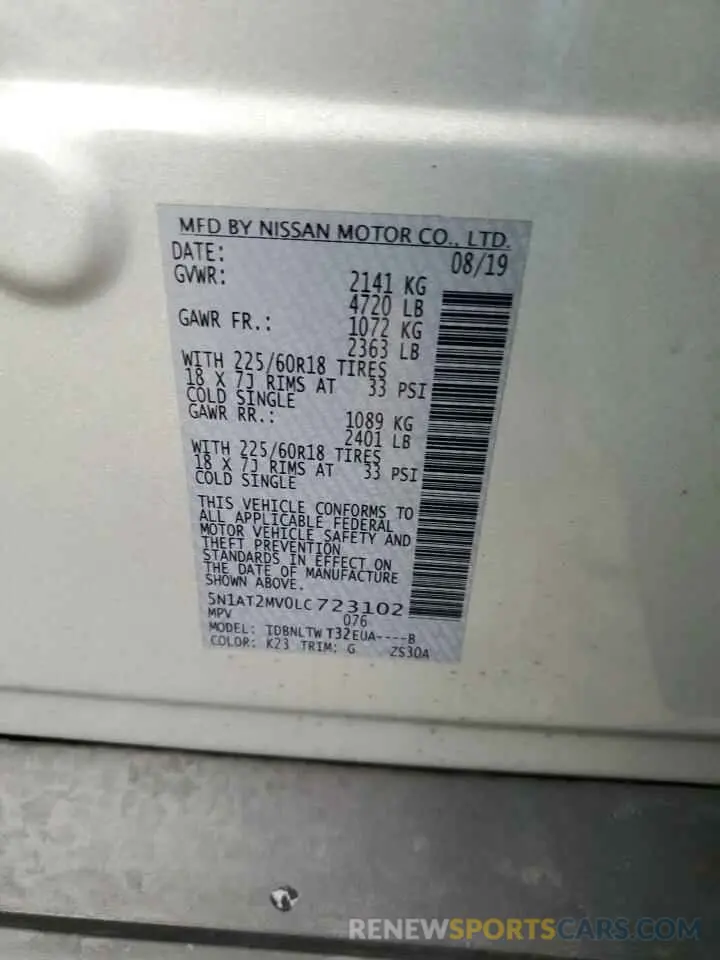 MFD BY NISSAN MOTOR CO., LTD.
DATE: 08/19
GVWR: 2141 KG
4720 LB
GAWR FR.: 1072 KG
2363 LB
WITH 225/60R18 TIRES
18 X 7J RIMS AT 33 PSI
COLD SINGLE
GAWR RR.: 1089 KG
2401 LB
WITH 225/60R18 TIRES
18 X 7J RIMS AT 33 PSI
COLD SINGLE
THIS VEHICLE CONFORMS TO
ALL APPLICABLE FEDERAL
MOTOR VEHICLE SAFETY AND
THEFT PREVENTION
STANDARDS IN EFFECT ON
THE DATE OF MANUFACTURE
SHOWN ABOVE.
5N1AT2MV0LC723102
MPV 076
MODEL: TDBNLTW T32EUA----B
COLOR: K23 TRIM: G ZS30A
RENEWSPORTSCARS.COM